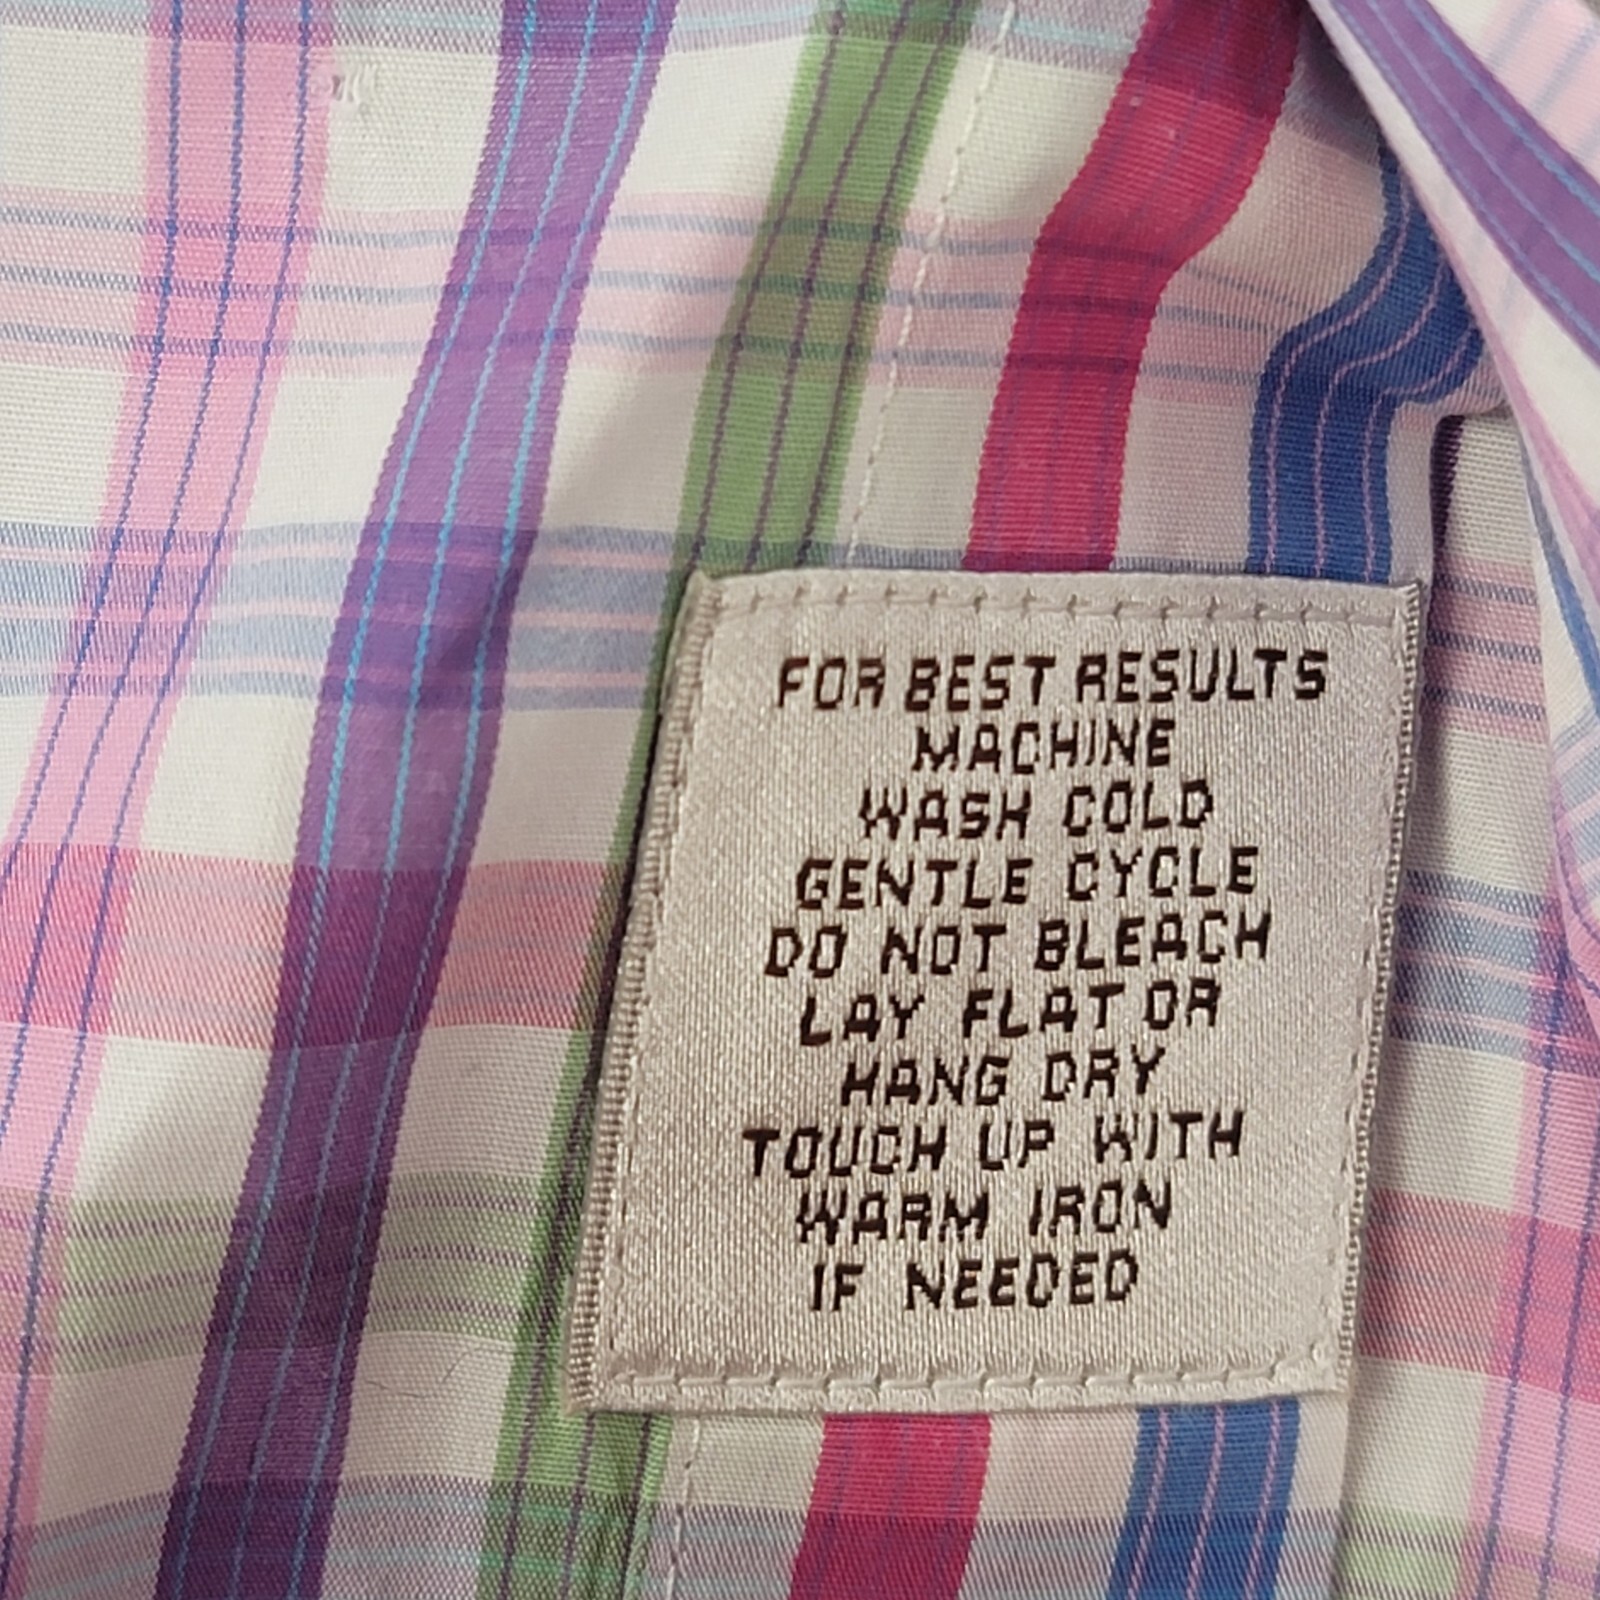 FOR BEST RESULTS
MACHINE
WASH COLD
GENTLE CYCLE
DO NOT BLEACH
LAY FLAT OR
HANG DRY
TOUCH UP WITH
WARM IRON
IF NEEDED